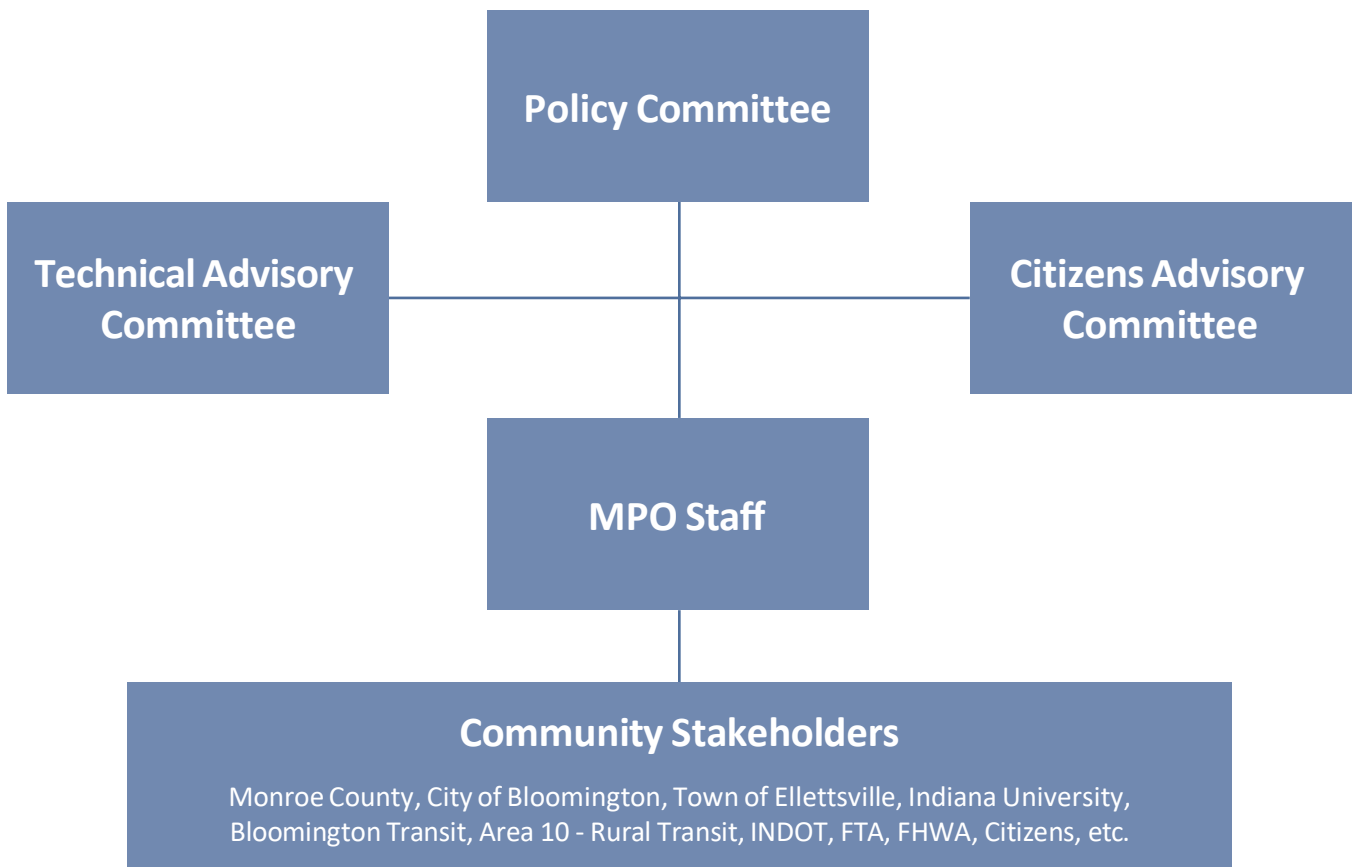 Policy Committee
Technical Advisory
Committee
Citizens Advisory
Committee
MPO Staff
Community Stakeholders
Monroe County, City of Bloomington, Town of Ellettsville, Indiana University,
Bloomington Transit, Area 10 - Rural Transit, INDOT, FTA, FHWA, Citizens, etc.